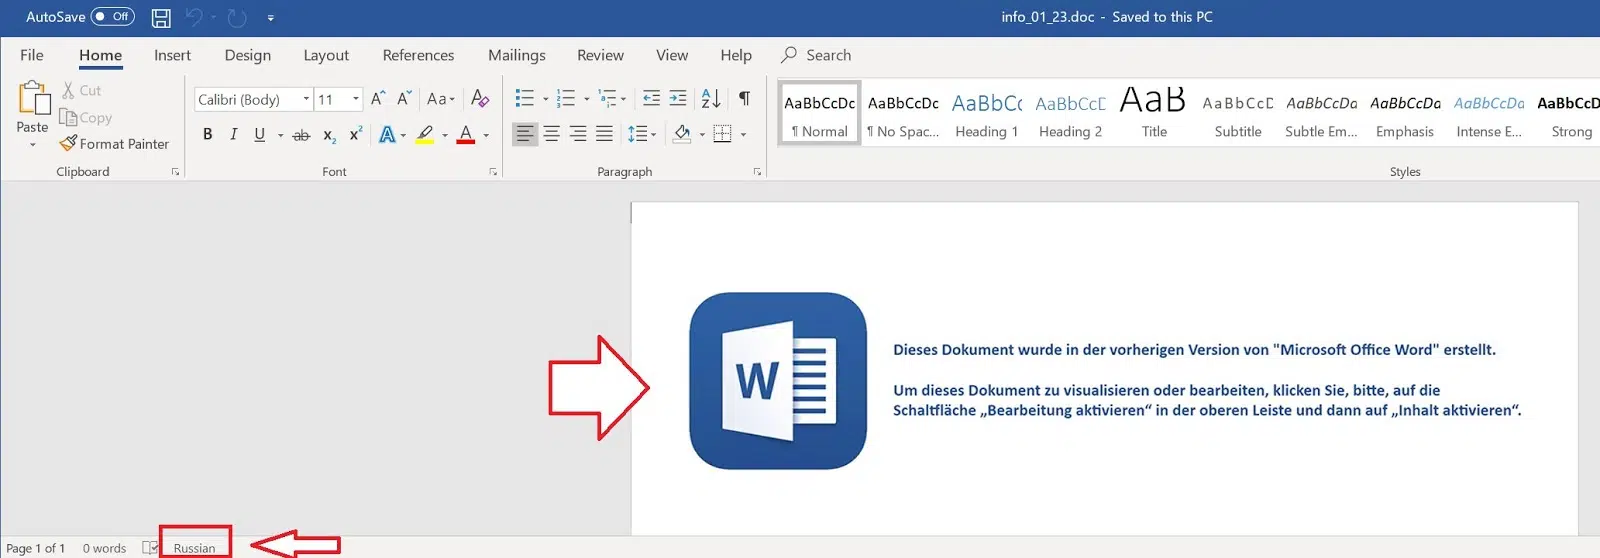 AutoSave Off
info_01_23.doc - Saved to this PC
File Home Insert Design Layout References Mailings Review View Help Search
Paste
Cut
Copy
Format Painter
Clipboard
Calibri (Body) 11 A A Aa A
B I U ab x₂ x² A A
Font
A Z ¶
Paragraph
AaBbCcDc AaBbCcDc AaBbCc AaBbCcD AaB AaBbCcD AaBbCcDa AaBbCcDa AaBbCcDa AaBbCcD
¶ Normal ¶ No Spac... Heading 1 Heading 2 Title Subtitle Subtle Em... Emphasis Intense E... Strong
Styles
W
Dieses Dokument wurde in der vorherigen Version von "Microsoft Office Word" erstellt.
Um dieses Dokument zu visualisieren oder bearbeiten, klicken Sie, bitte, auf die
Schaltfläche „Bearbeitung aktivieren“ in der oberen Leiste und dann auf „Inhalt aktivieren“.
Page 1 of 1 0 words Russian